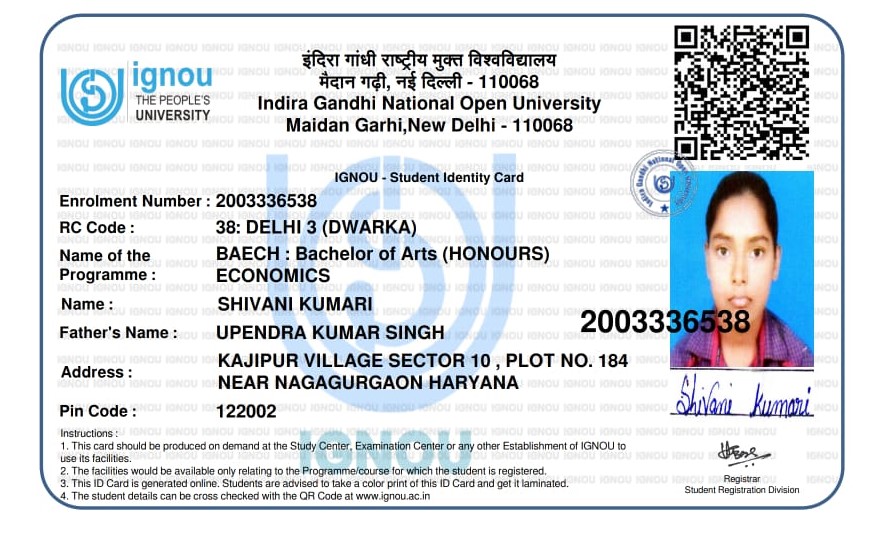 ignou
THE PEOPLE'S
UNIVERSITY
इंदिरा गांधी राष्ट्रीय मुक्त विश्वविद्यालय
मैदान गढ़ी, नई दिल्ली - 110068
Indira Gandhi National Open University
Maidan Garhi,New Delhi - 110068
IGNOU - Student Identity Card
Enrolment Number : 2003336538
RC Code : 38: DELHI 3 (DWARKA)
Name of the Programme : BAECH : Bachelor of Arts (HONOURS)
ECONOMICS
Name : SHIVANI KUMARI
Father's Name : UPENDRA KUMAR SINGH
2003336538
Address : KAJIPUR VILLAGE SECTOR 10 , PLOT NO. 184
NEAR NAGAGURGAON HARYANA
Pin Code : 122002
Shivani kumari
Instructions :
1. This card should be produced on demand at the Study Center, Examination Center or any other Establishment of IGNOU to
use its facilities.
2. The facilities would be available only relating to the Programme/course for which the student is registered.
3. This ID Card is generated online. Students are advised to take a color print of this ID Card and get it laminated.
4. The student details can be cross checked with the QR Code at www.ignou.ac.in
Registrar
Student Registration Division
IGNOU